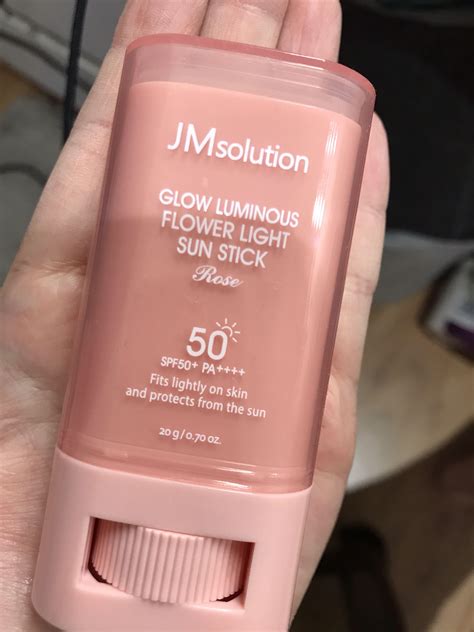 JMsolution
GLOW LUMINOUS
FLOWER LIGHT
SUN STICK
Rose
50
SPF50+ PA++++
Fits lightly on skin
and protects from the sun
20 g / 0.70 oz.